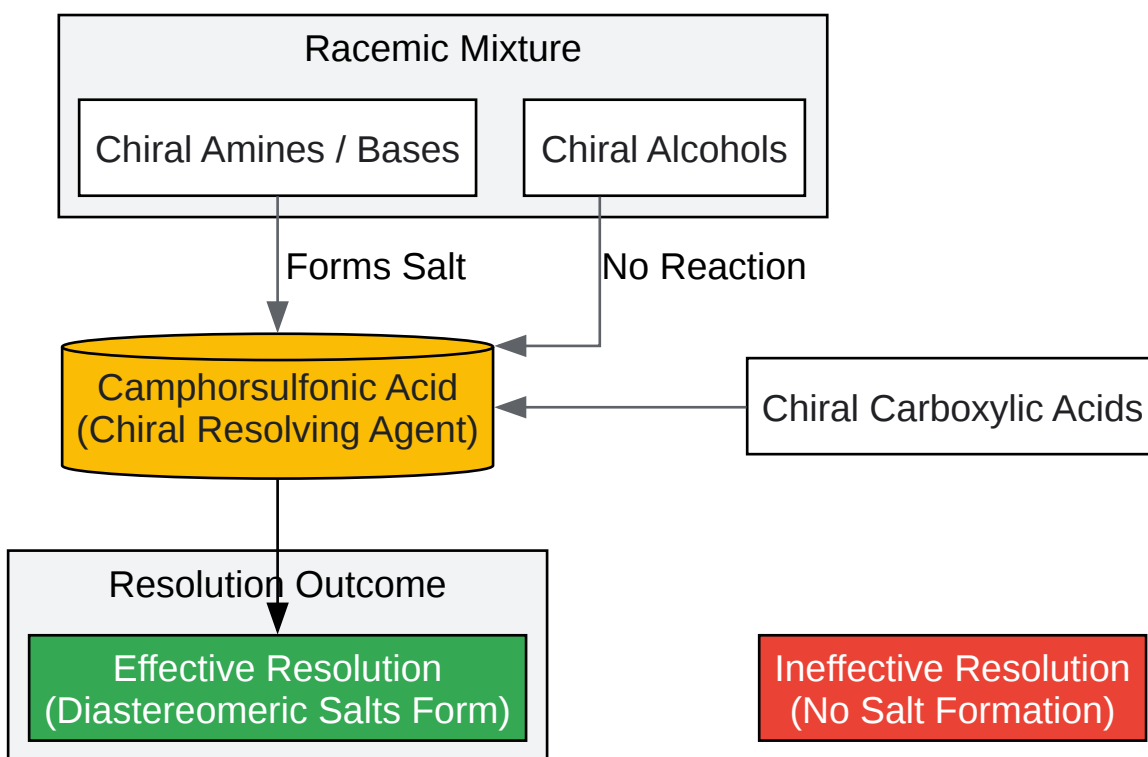 Racemic Mixture
Chiral Amines / Bases
Chiral Alcohols
Forms Salt
No Reaction
Camphorsulfonic Acid
(Chiral Resolving Agent)
Chiral Carboxylic Acids
Resolution Outcome
Effective Resolution
(Diastereomeric Salts Form)
Ineffective Resolution
(No Salt Formation)